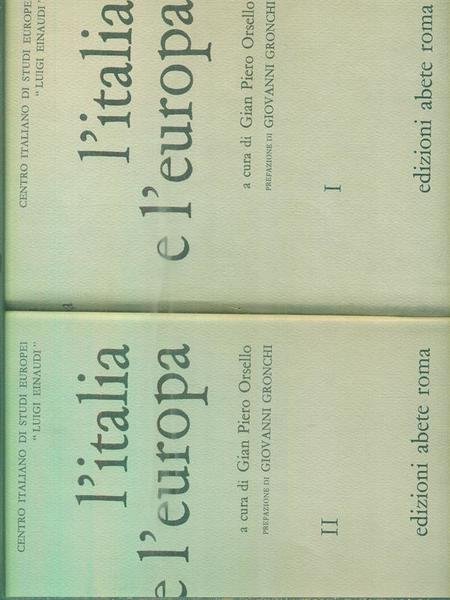 CENTRO ITALIANO DI STUDI EUROPEI
“LUIGI EINAUDI”
l’italia
e l’europa
a cura di Gian Piero Orsello
PREFAZIONE DI GIOVANNI GRONCHI
I
edizioni abete roma
CENTRO ITALIANO DI STUDI EUROPEI
“LUIGI EINAUDI”
l’italia
e l’europa
a cura di Gian Piero Orsello
PREFAZIONE DI GIOVANNI GRONCHI
II
edizioni abete roma